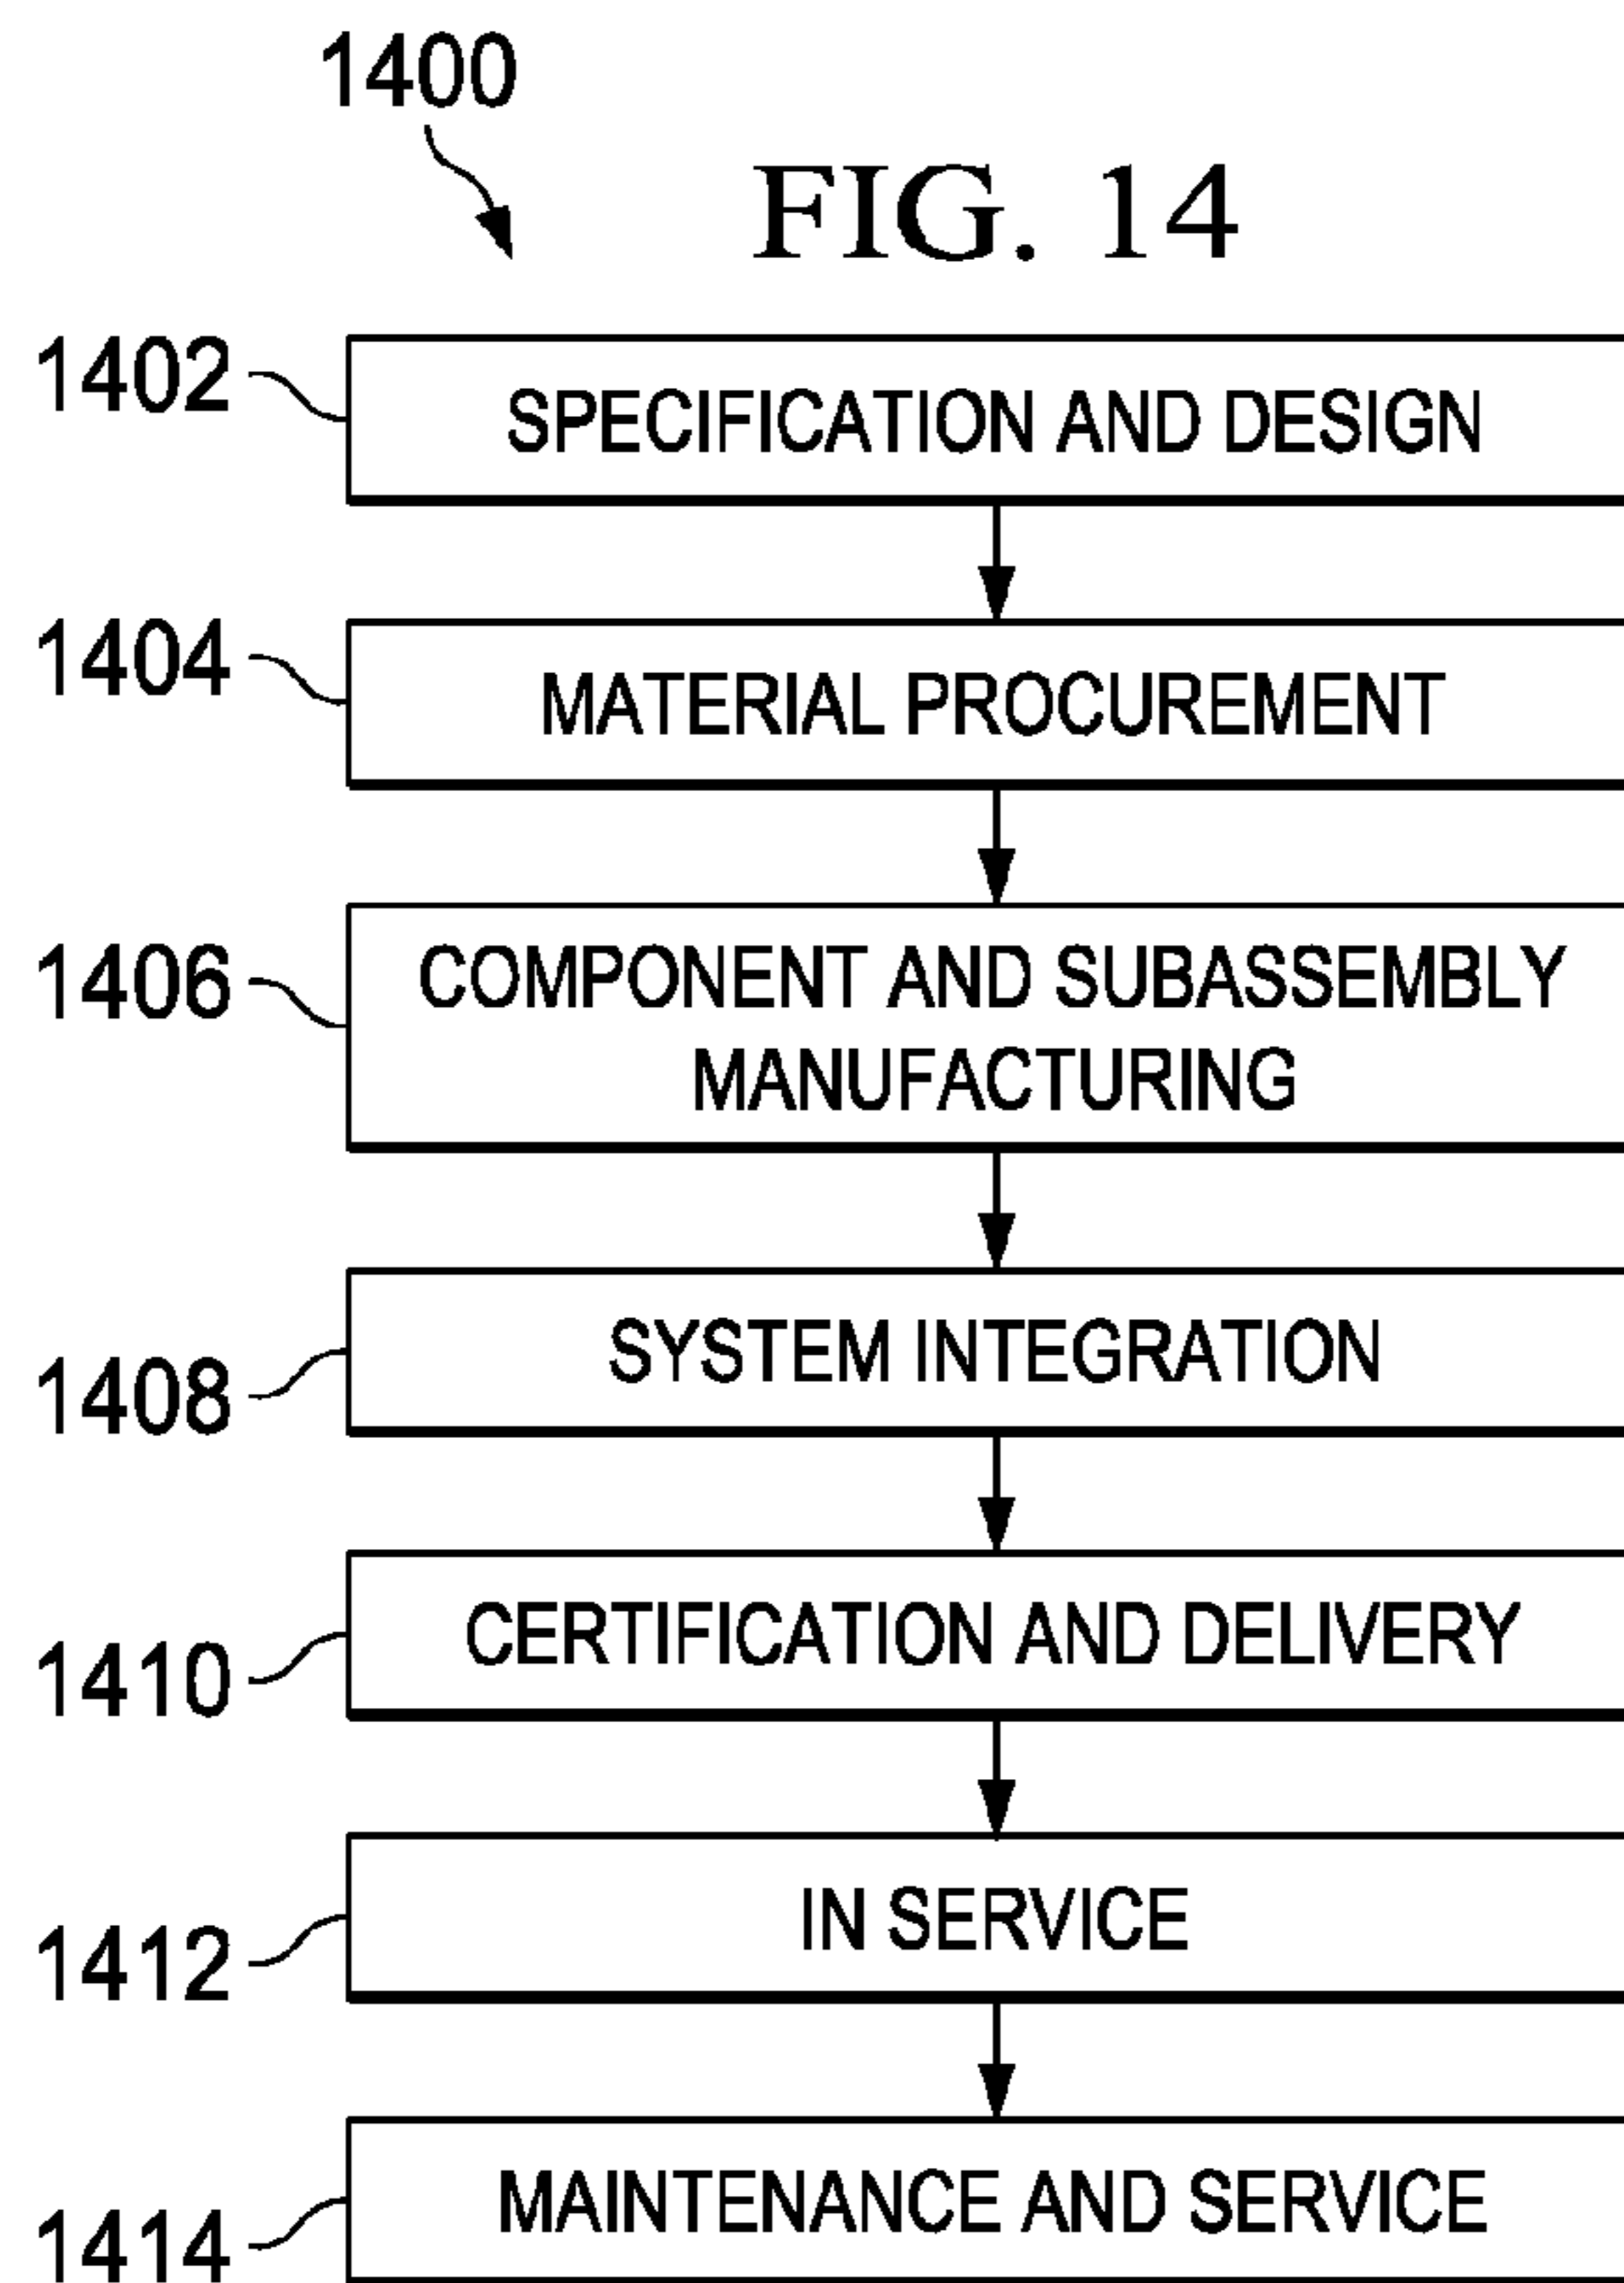 1400
FIG. 14
1402
SPECIFICATION AND DESIGN
1404
MATERIAL PROCUREMENT
1406
COMPONENT AND SUBASSEMBLY
MANUFACTURING
1408
SYSTEM INTEGRATION
1410
CERTIFICATION AND DELIVERY
1412
IN SERVICE
1414
MAINTENANCE AND SERVICE